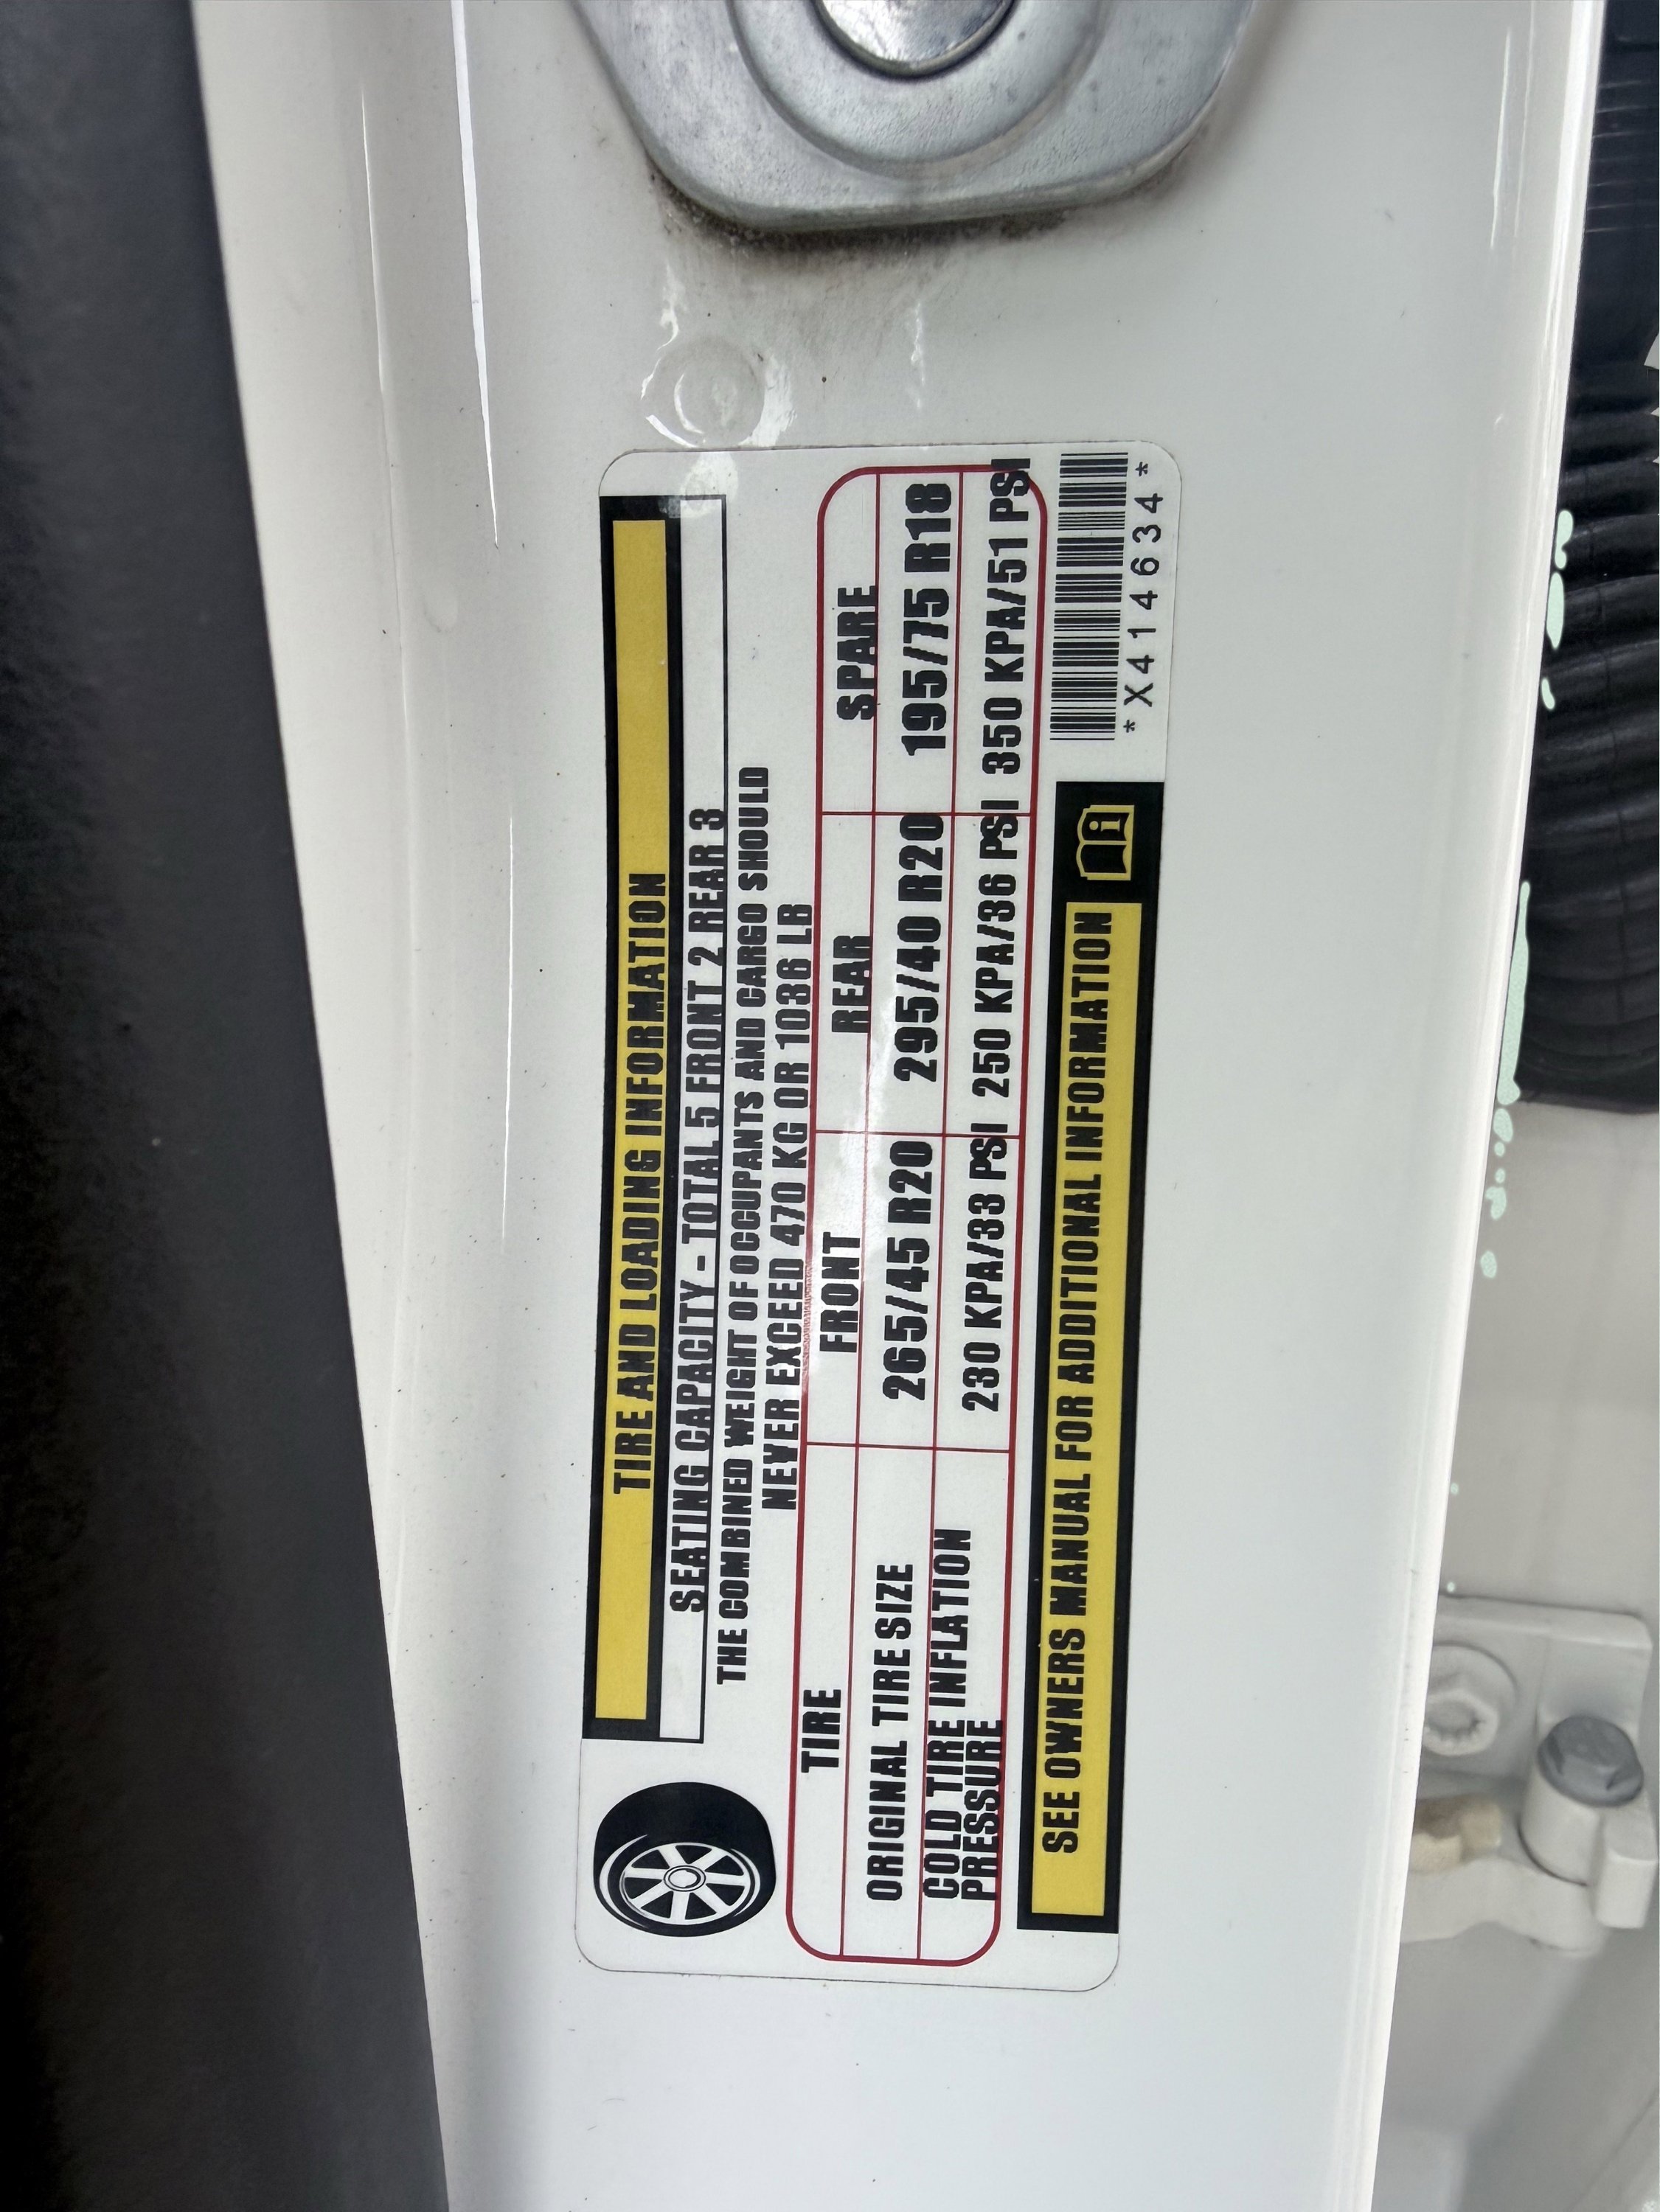 TIRE AND LOADING INFORMATION
SEATING CAPACITY - TOTAL 5 FRONT 2 REAR 3
THE COMBINED WEIGHT OF OCCUPANTS AND CARGO SHOULD
NEVER EXCEED 470 KG OR 1036 LB
TIRE FRONT REAR SPARE
ORIGINAL TIRE SIZE 265/45 R20 295/40 R20 195/75 R18
COLD TIRE INFLATION PRESSURE 230 KPA/33 PSI 250 KPA/36 PSI 350 KPA/51 PSI
SEE OWNERS MANUAL FOR ADDITIONAL INFORMATION
*X414634*